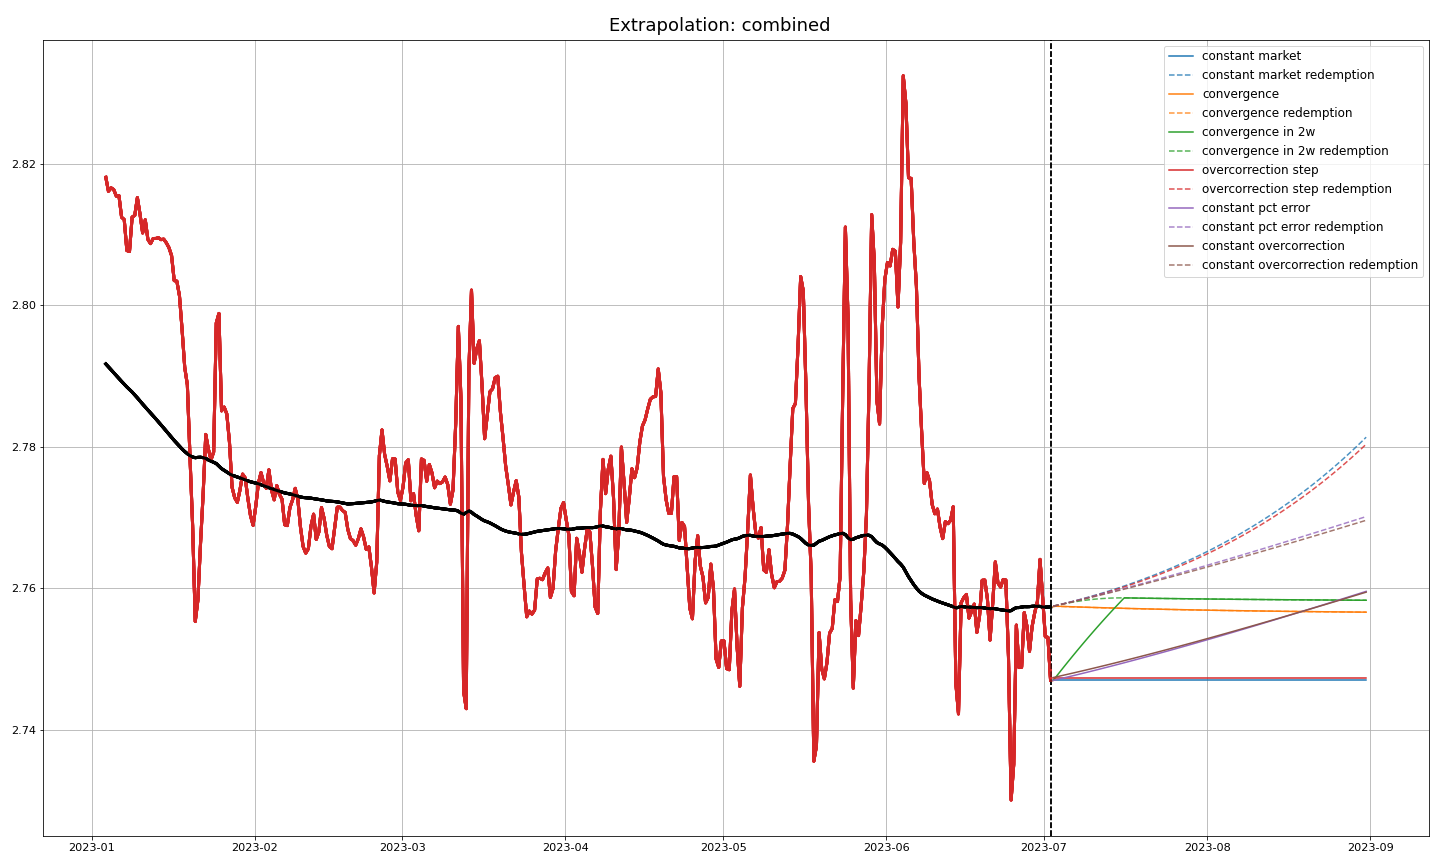 Extrapolation: combined
constant market
constant market redemption
convergence
convergence redemption
convergence in 2w
convergence in 2w redemption
overcorrection step
overcorrection step redemption
constant pct error
constant pct error redemption
constant overcorrection
constant overcorrection redemption
2.82
2.80
2.78
2.76
2.74
2023-01 2023-02 2023-03 2023-04 2023-05 2023-06 2023-07 2023-08 2023-09